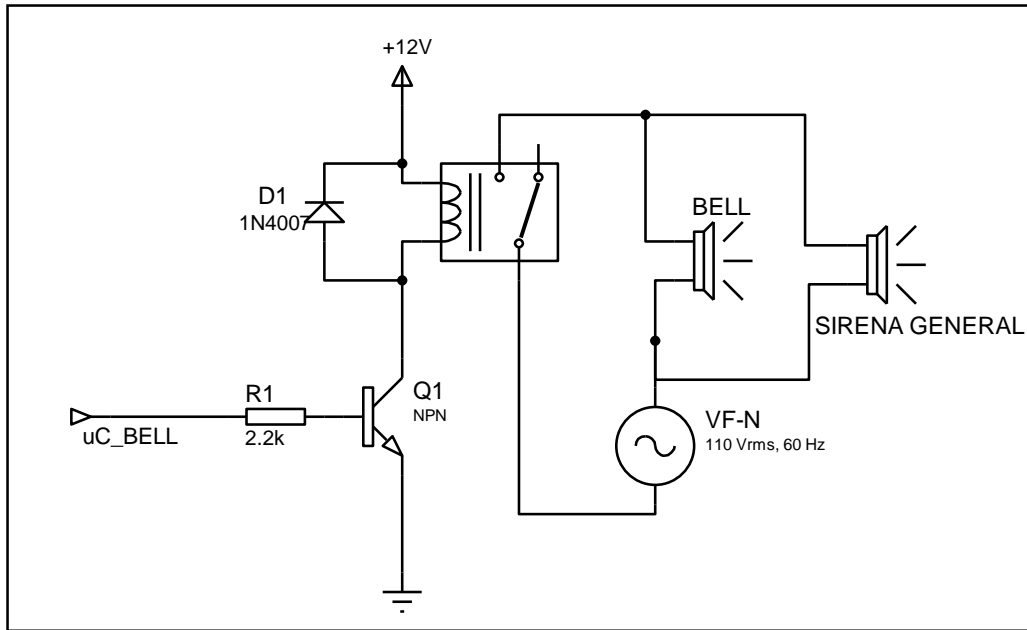 +12V
D1
1N4007
BELL
SIRENA GENERAL
R1
2.2k
uC_BELL
Q1
NPN
VF-N
110 Vrms, 60 Hz